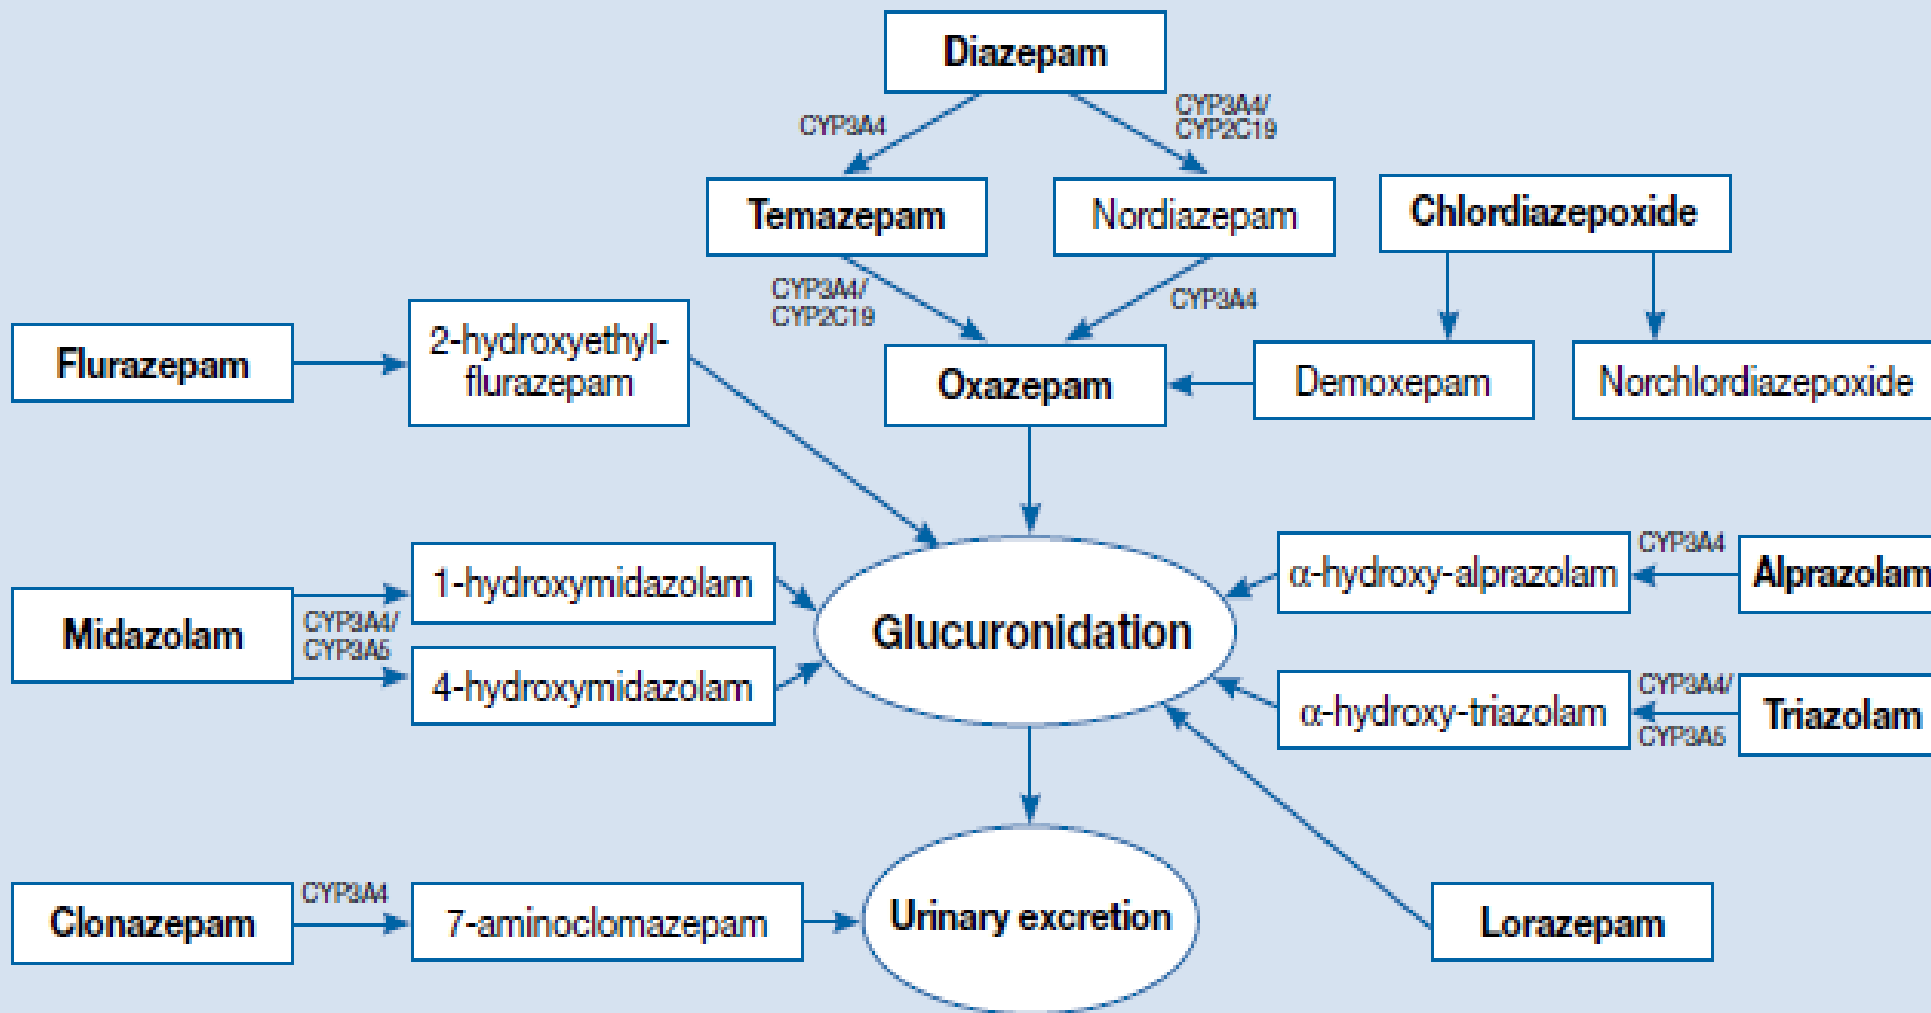 Diazepam
CYP3A4
CYP3A4/
CYP2C19
Temazepam
Nordiazepam
Chlordiazepoxide
CYP3A4/
CYP2C19
CYP3A4
Flurazepam
2-hydroxyethyl-
flurazepam
Oxazepam
Demoxepam
Norchlordiazepoxide
Midazolam
CYP3A4/
CYP3A5
1-hydroxymidazolam
4-hydroxymidazolam
Glucuronidation
α-hydroxy-alprazolam
CYP3A4
Alprazolam
α-hydroxy-triazolam
CYP3A4/
CYP3A5
Triazolam
Clonazepam
CYP3A4
7-aminoclomazepam
Urinary excretion
Lorazepam